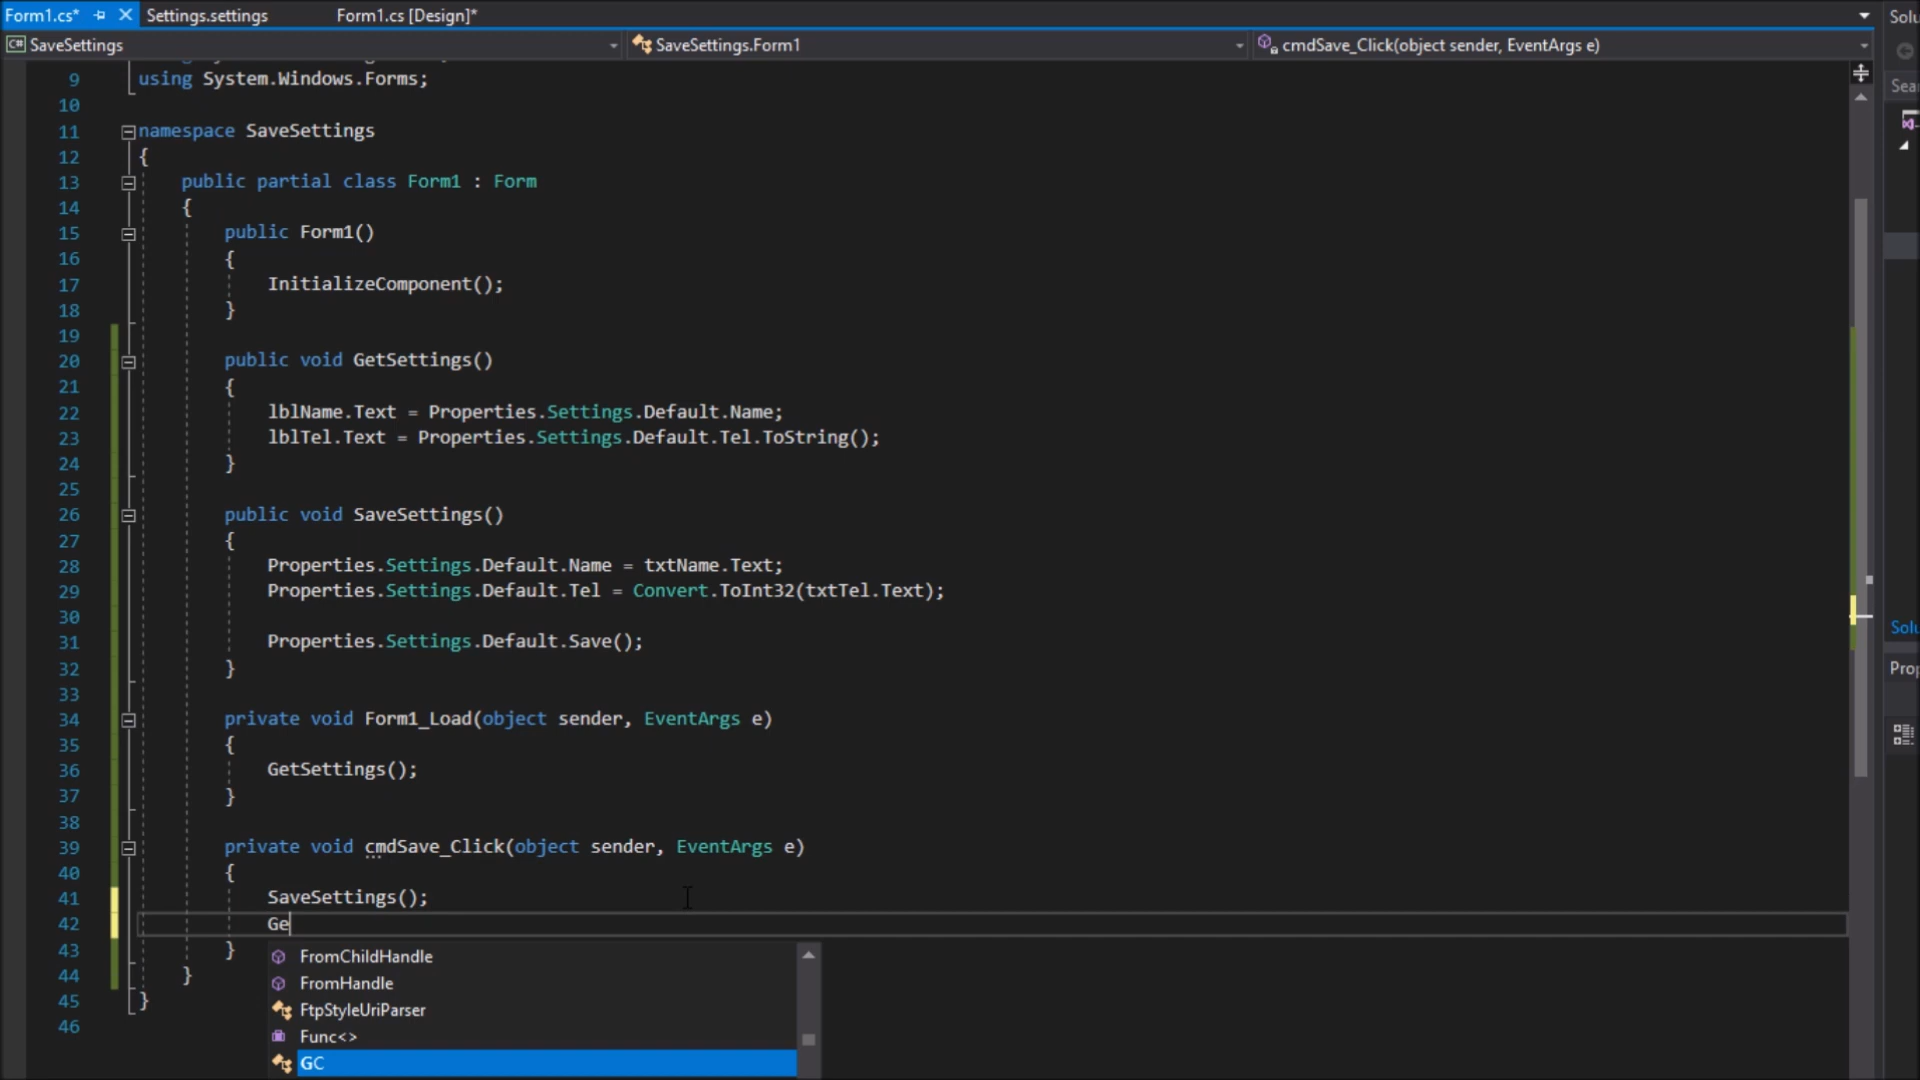 Form1.cs* Settings.settings Form1.cs [Design]* Solu
C# SaveSettings SaveSettings.Form1 cmdSave_Click(object sender, EventArgs e)
Sea
9 using System.Windows.Forms;
10
11 namespace SaveSettings
12 {
13 public partial class Form1 : Form
14 {
15 public Form1()
16 {
17 InitializeComponent();
18 }
19
20 public void GetSettings()
21 {
22 lblName.Text = Properties.Settings.Default.Name;
23 lblTel.Text = Properties.Settings.Default.Tel.ToString();
24 }
25
26 public void SaveSettings()
27 {
28 Properties.Settings.Default.Name = txtName.Text;
29 Properties.Settings.Default.Tel = Convert.ToInt32(txtTel.Text);
30
31 Properties.Settings.Default.Save();
Solu
32 }
Prop
33
34 private void Form1_Load(object sender, EventArgs e)
35 {
36 GetSettings();
37 }
38
39 private void cmdSave_Click(object sender, EventArgs e)
40 {
41 SaveSettings();
42 Ge
43 }
FromChildHandle
44 }
FromHandle
45 }
FtpStyleUriParser
46
Func<>
GC